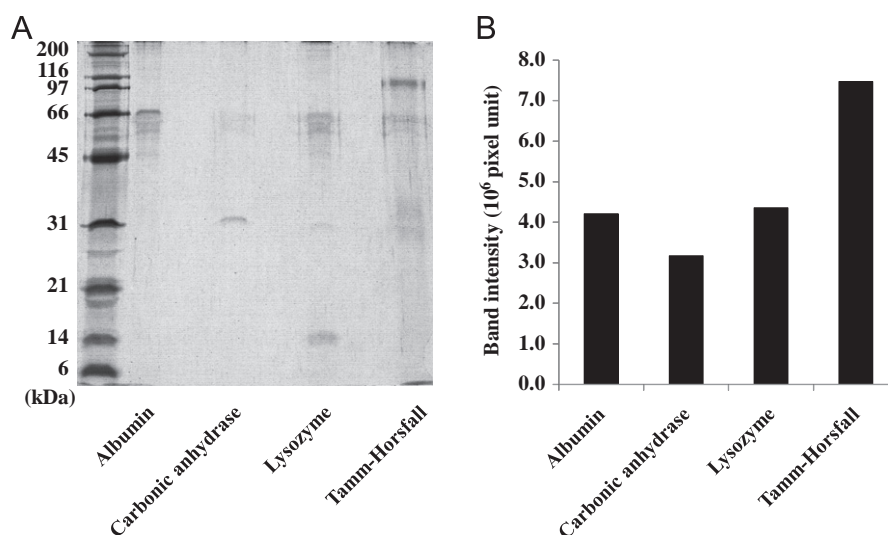 A
200
116
97
66
45
31
21
14
6
(kDa)
Albumin
Carbonic anhydrase
Lysozyme
Tamm-Horsfall
B
Band intensity (10⁶ pixel unit)
8.0
7.0
6.0
5.0
4.0
3.0
2.0
1.0
0.0
Albumin
Carbonic anhydrase
Lysozyme
Tamm-Horsfall